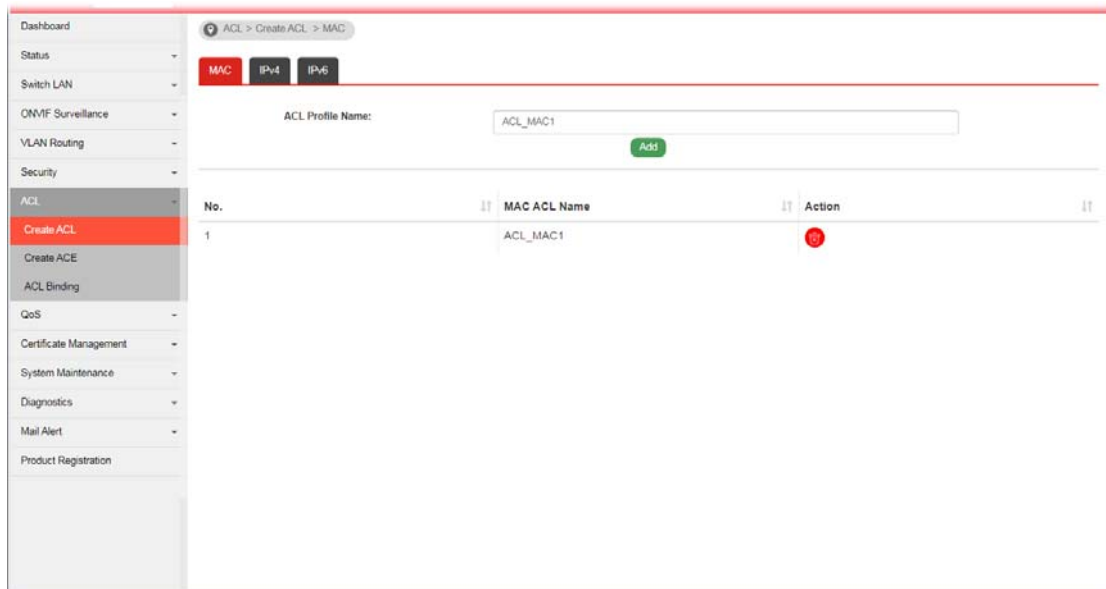 Dashboard
Status
Switch LAN
ONVIF Surveillance
VLAN Routing
Security
ACL
Create ACL
Create ACE
ACL Binding
QoS
Certificate Management
System Maintenance
Diagnostics
Mail Alert
Product Registration
ACL > Create ACL > MAC
MAC IPv4 IPv6
ACL Profile Name: ACL_MAC1
Add
No. MAC ACL Name Action
1 ACL_MAC1